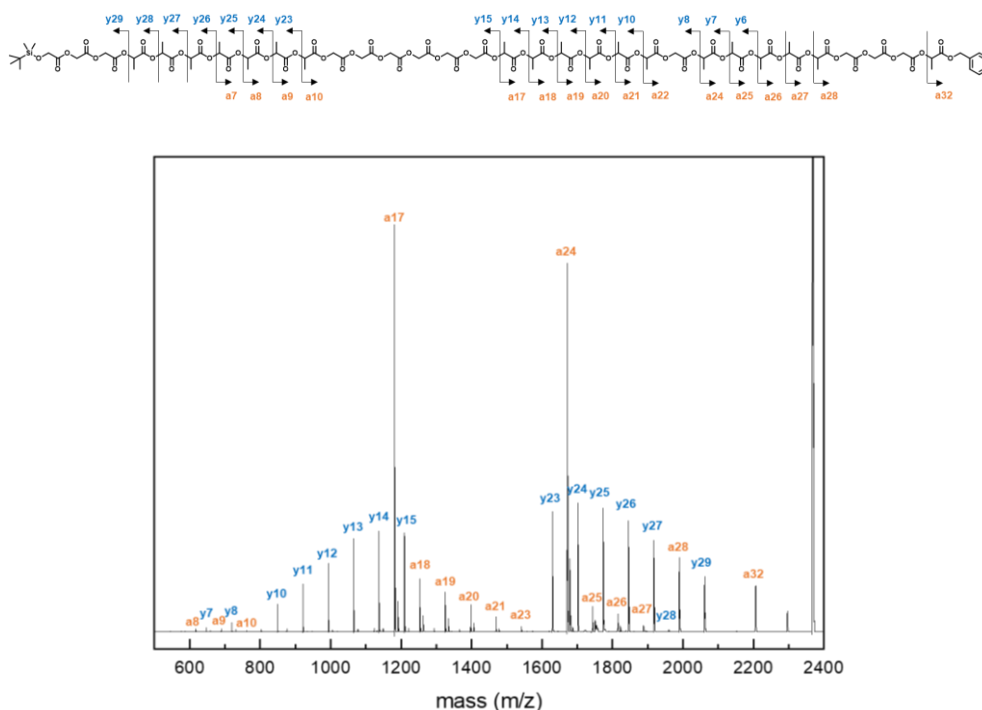 y29 y28 y27 y26 y25 y24 y23 y15 y14 y13 y12 y11 y10 y8 y7 y6
a7 a8 a9 a10 a17 a18 a19 a20 a21 a22 a24 a25 a26 a27 a28 a32
a17
a24
y23 y24 y25 y26 y27 y28 y29
y10 y11 y12 y13 y14 y15
a8 y7 a9 y8 a10
a18 a19 a20 a21 a23
a25 a26 a27 a28 a32
600 800 1000 1200 1400 1600 1800 2000 2200 2400
mass (m/z)